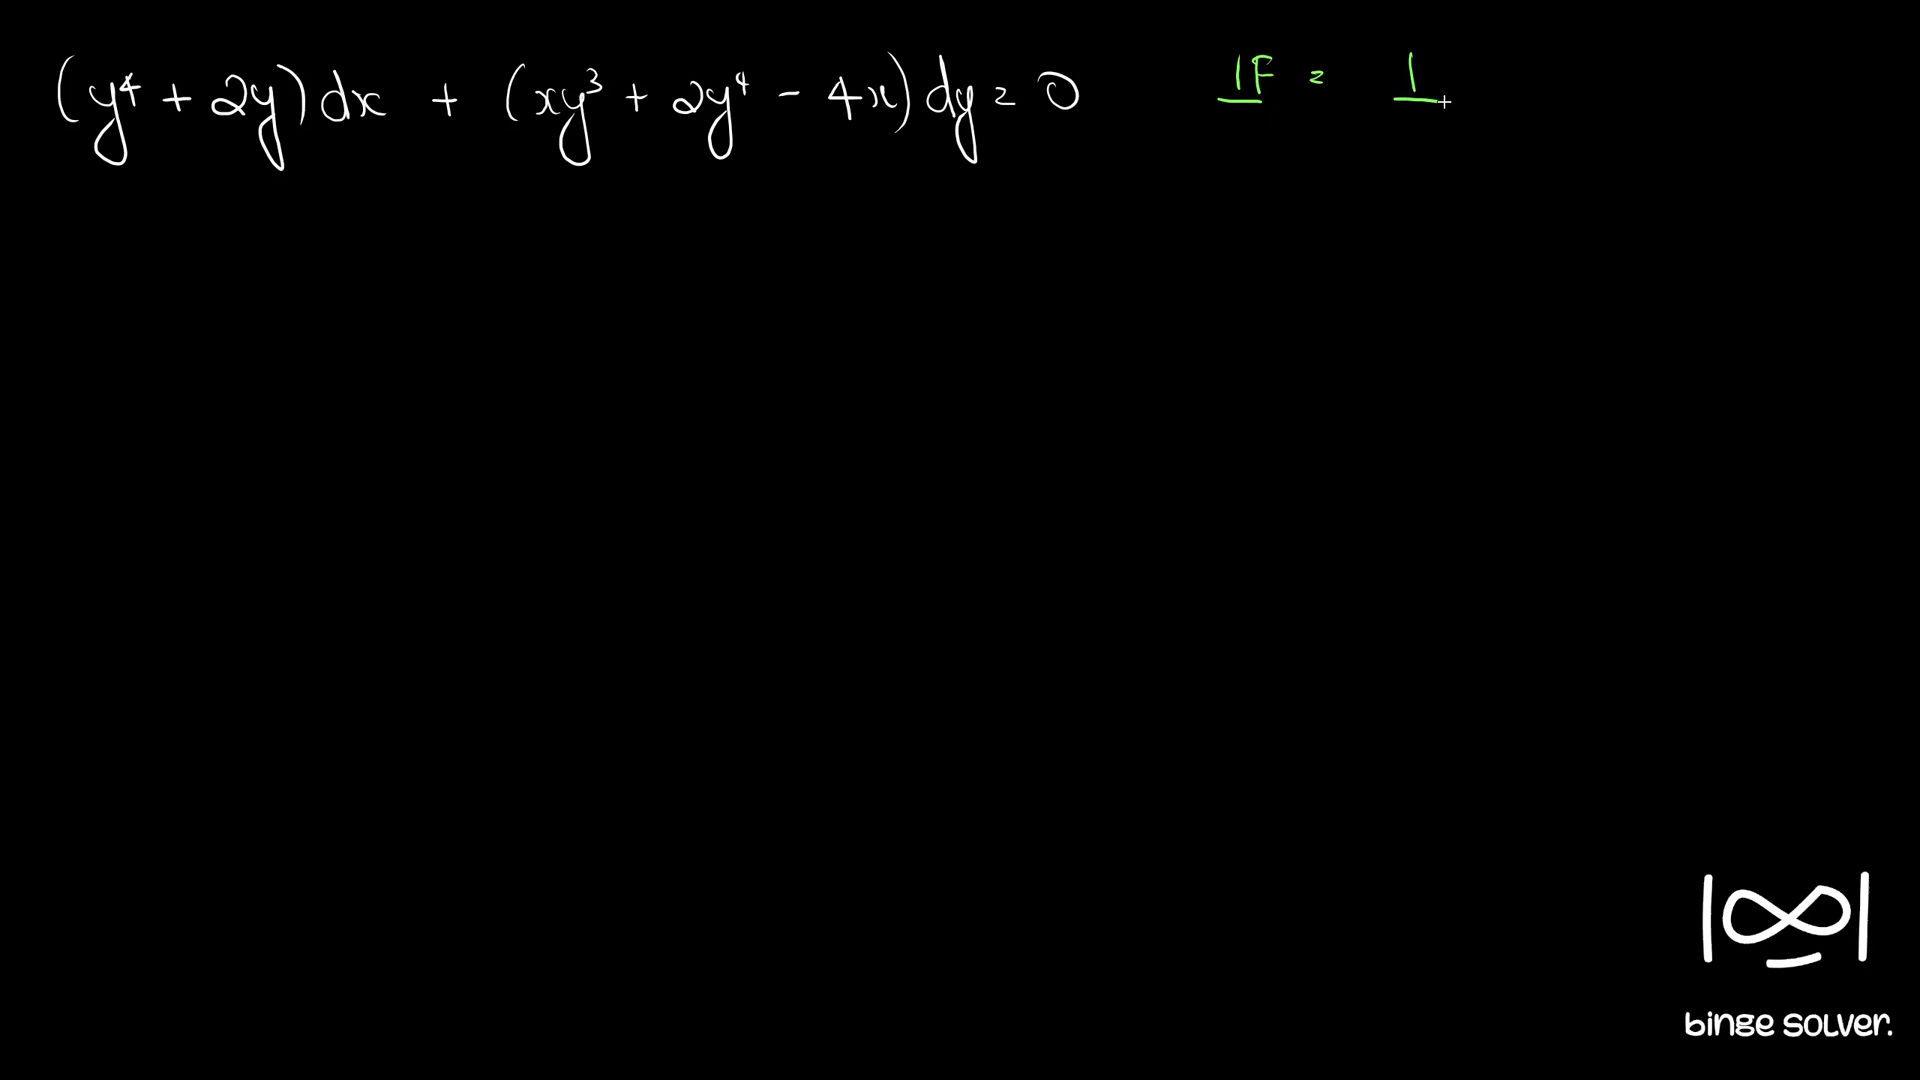 (y⁴ + 2y) dx + (xy³ + 2y⁴ - 4x) dy = 0
IF = 1
binge solver.